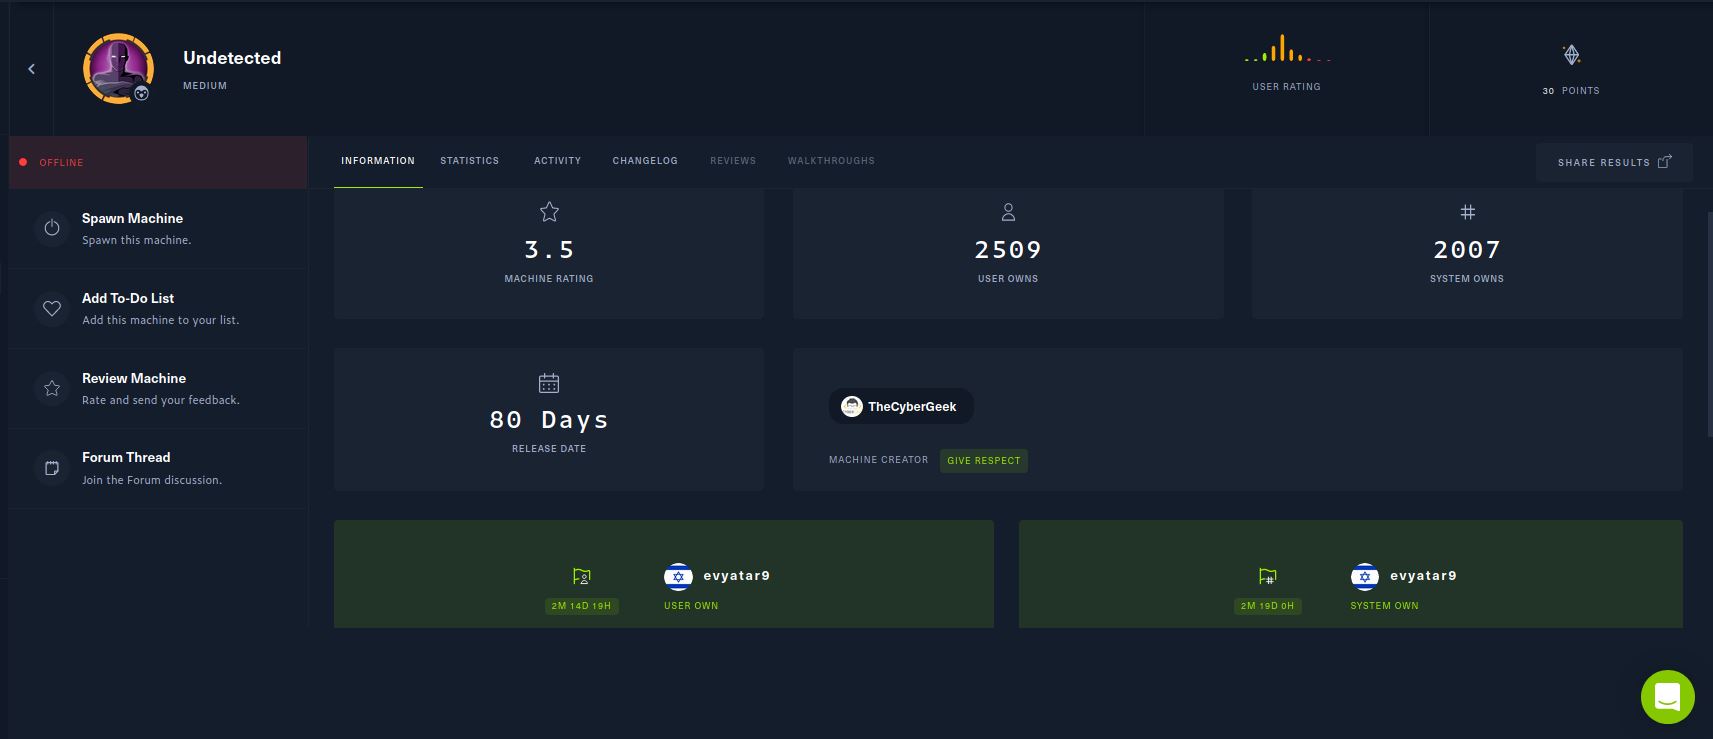 Undetected
MEDIUM
USER RATING
30 POINTS
OFFLINE
INFORMATION STATISTICS ACTIVITY CHANGELOG REVIEWS WALKTHROUGHS
SHARE RESULTS
Spawn Machine
Spawn this machine.
Add To-Do List
Add this machine to your list.
Review Machine
Rate and send your feedback.
Forum Thread
Join the Forum discussion.
3.5
MACHINE RATING
2509
USER OWNS
2007
SYSTEM OWNS
80 Days
RELEASE DATE
TheCyberGeek
MACHINE CREATOR GIVE RESPECT
evyatar9
2M 14D 19H USER OWN
evyatar9
2M 19D 0H SYSTEM OWN